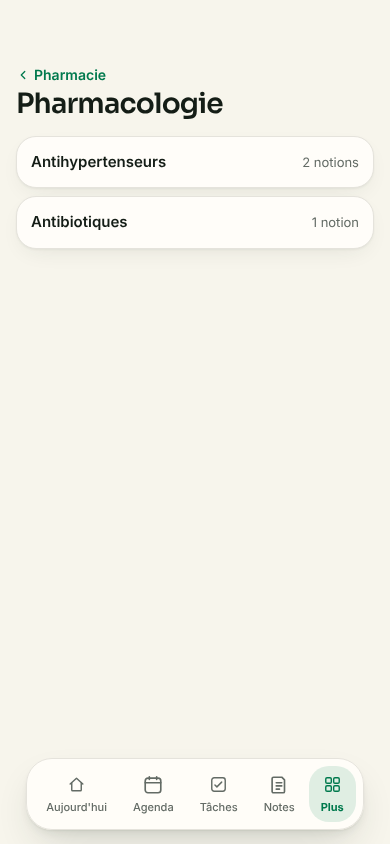 Pharmacie
Pharmacologie
Antihypertenseurs 2 notions
Antibiotiques 1 notion
Aujourd'hui Agenda Tâches Notes Plus